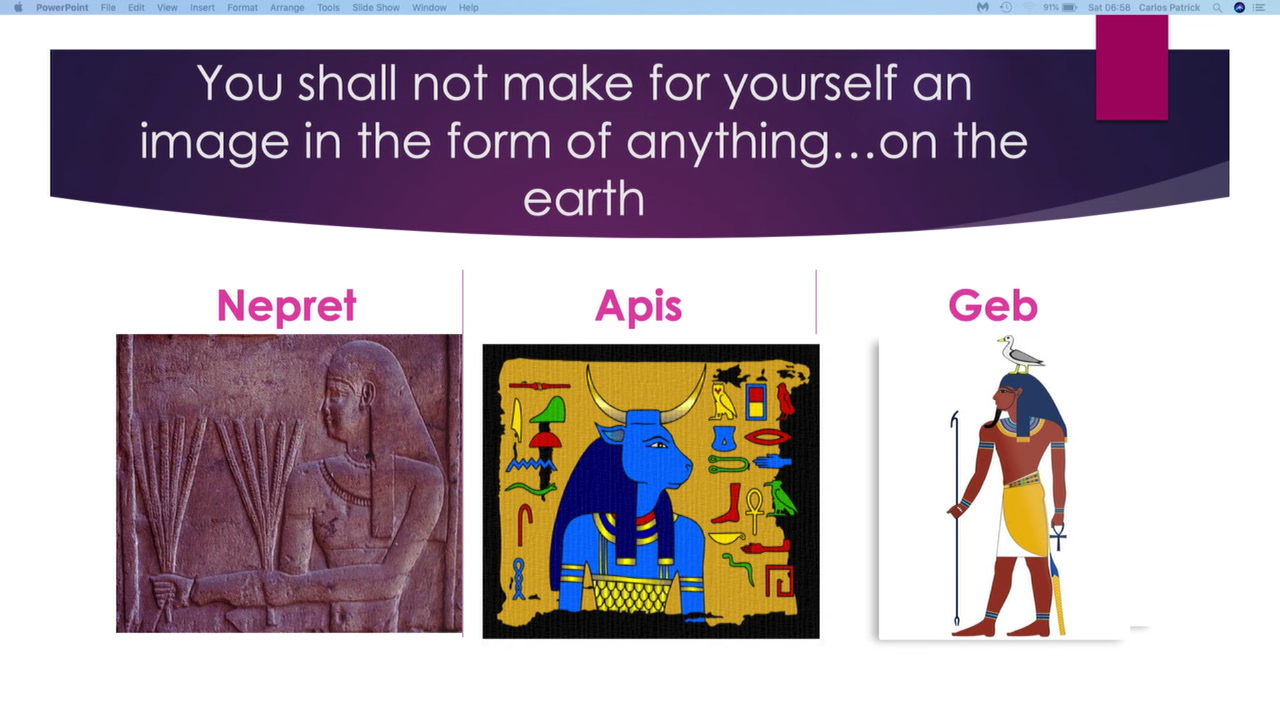 PowerPoint File Edit View Insert Format Arrange Tools Slide Show Window Help 91% Sat 06:58 Carlos Patrick
You shall not make for yourself an
image in the form of anything...on the
earth
Nepret Apis Geb